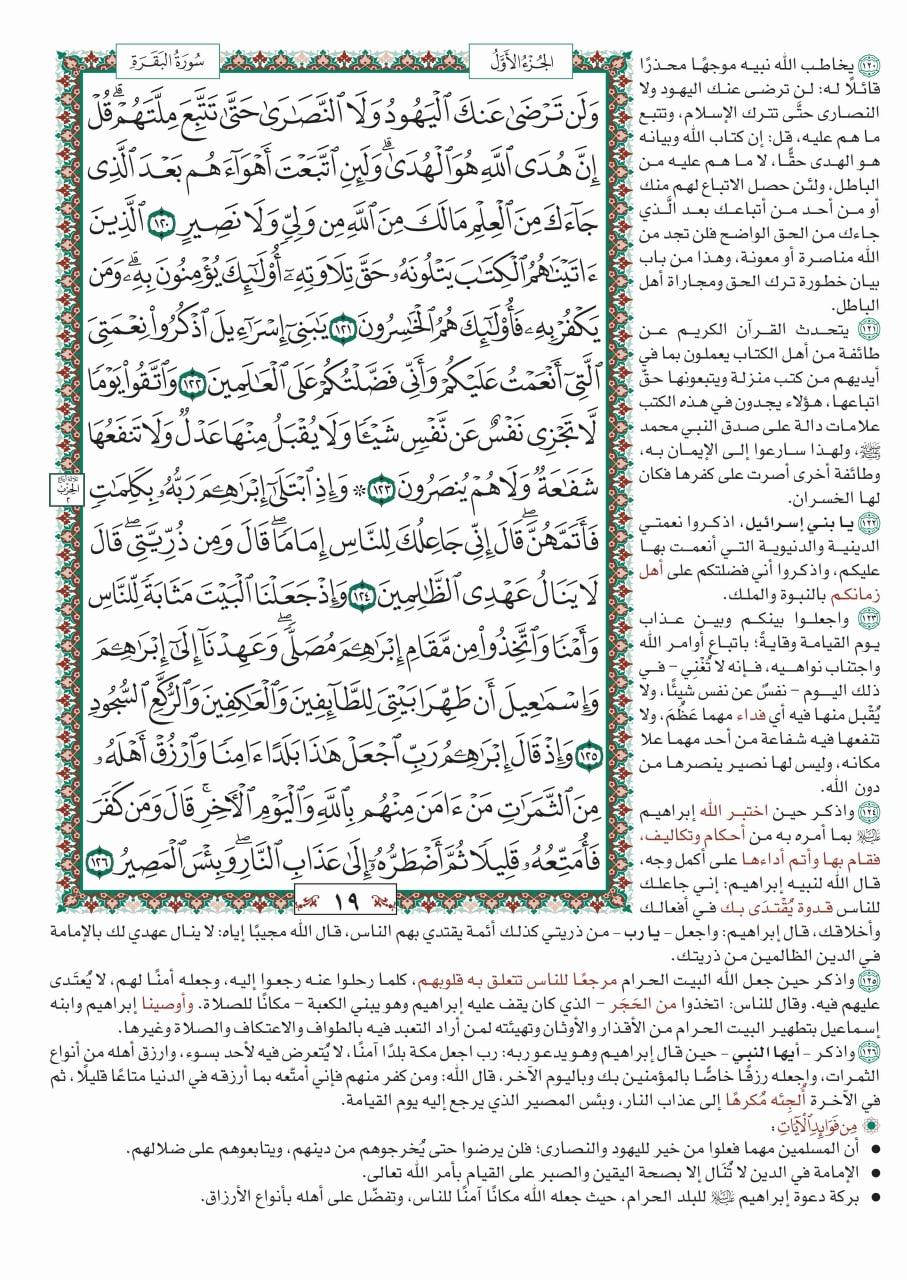 سُورَةُ البَقَرَةِ
الجُزْءُ الأَوَّلُ
وَلَن تَرْضَىٰ عَنكَ ٱلْيَهُودُ وَلَا ٱلنَّصَٰرَىٰ حَتَّىٰ تَتَّبِعَ مِلَّتَهُمْۗ قُلْ
إِنَّ هُدَى ٱللَّهِ هُوَ ٱلْهُدَىٰۗ وَلَئِنِ ٱتَّبَعْتَ أَهْوَآءَهُم بَعْدَ ٱلَّذِى
جَآءَكَ مِنَ ٱلْعِلْمِ مَا لَكَ مِنَ ٱللَّهِ مِن وَلِىٍّ وَلَا نَصِيرٍ ١٢٠ ٱلَّذِينَ
ءَاتَيْنَٰهُمُ ٱلْكِتَٰبَ يَتْلُونَهُۥ حَقَّ تِلَاوَتِهِۦٓ أُو۟لَٰٓئِكَ يُؤْمِنُونَ بِهِۦۗ وَمَن
يَكْفُرْ بِهِۦ فَأُو۟لَٰٓئِكَ هُمُ ٱلْخَٰسِرُونَ ١٢١ يَٰبَنِىٓ إِسْرَٰٓءِيلَ ٱذْكُرُوا۟ نِعْمَتِىَ
ٱلَّتِىٓ أَنْعَمْتُ عَلَيْكُمْ وَأَنِّى فَضَّلْتُكُمْ عَلَى ٱلْعَٰلَمِينَ ١٢٢ وَٱتَّقُوا۟ يَوْمًا
لَّا تَجْزِى نَفْسٌ عَن نَّفْسٍ شَيْـًٔا وَلَا يُقْبَلُ مِنْهَا عَدْلٌ وَلَا تَنفَعُهَا
شَفَٰعَةٌ وَلَا هُمْ يُنصَرُونَ ١٢٣ ۞ وَإِذِ ٱبْتَلَىٰٓ إِبْرَٰهِـۧمَ رَبُّهُۥ بِكَلِمَٰتٍ
فَأَتَمَّهُنَّۖ قَالَ إِنِّى جَاعِلُكَ لِلنَّاسِ إِمَامًاۖ قَالَ وَمِن ذُرِّيَّتِىۖ قَالَ
لَا يَنَالُ عَهْدِى ٱلظَّٰلِمِينَ ١٢٤ وَإِذْ جَعَلْنَا ٱلْبَيْتَ مَثَابَةً لِّلنَّاسِ
وَأَمْنًا وَٱتَّخِذُوا۟ مِن مَّقَامِ إِبْرَٰهِـۧمَ مُصَلًّىۖ وَعَهِدْنَآ إِلَىٰٓ إِبْرَٰهِـۧمَ
وَإِسْمَٰعِيلَ أَن طَهِّرَا بَيْتِىَ لِلطَّآئِفِينَ وَٱلْعَٰكِفِينَ وَٱلرُّكَّعِ ٱلسُّجُودِ
١٢٥ وَإِذْ قَالَ إِبْرَٰهِـۧمُ رَبِّ ٱجْعَلْ هَٰذَا بَلَدًا ءَامِنًا وَٱرْزُقْ أَهْلَهُۥ
مِنَ ٱلثَّمَرَٰتِ مَنْ ءَامَنَ مِنْهُم بِٱللَّهِ وَٱلْيَوْمِ ٱلْـَٔاخِرِۚ قَالَ وَمَن كَفَرَ
فَأُمَتِّعُهُۥ قَلِيلًا ثُمَّ أَضْطَرُّهُۥٓ إِلَىٰ عَذَابِ ٱلنَّارِۖ وَبِئْسَ ٱلْمَصِيرُ ١٢٦
الحزب
٢
١٩
١٢٠ يخاطب الله نبيه موجهًا محذرًا
قائلًا له: لن ترضى عنك اليهود ولا
النصارى حتَّى تترك الإسلام، وتتبع
ما هم عليه، قل: إن كتاب الله وبيانه
هو الهدى حقًّا، لا ما هم عليه من
الباطل، ولئن حصل الاتباع لهم منك
أو من أحد من أتباعك بعد الَّذي
جاءك من الحق الواضح فلن تجد من
الله مناصرة أو معونة، وهذا من باب
بيان خطورة ترك الحق ومجاراة أهل
الباطل.
١٢١ يتحدث القرآن الكريم عن
طائفة من أهل الكتاب يعملون بما في
أيديهم من كتب منزلة ويتبعونها حقَّ
اتباعها، هؤلاء يجدون في هذه الكتب
علامات دالة على صدق النبي محمد
ﷺ، ولهذا سارعوا إلى الإيمان به،
وطائفة أخرى أصرت على كفرها فكان
لها الخسران.
١٢٢ يا بني إسرائيل، اذكروا نعمتي
الدينية والدنيوية التي أنعمت بها
عليكم، واذكروا أني فضلتكم على أهل
زمانكم بالنبوة والملك.
١٢٣ واجعلوا بينكم وبين عذاب
يوم القيامة وقاية؛ باتباع أوامر الله
واجتناب نواهيه، فإنه لا تُغْنِي – في
ذلك اليوم – نفسٌ عن نفس شيئًا، ولا
يُقْبل منها فيه أي فداء مهما عَظُمَ، ولا
تنفعها فيه شفاعة من أحد مهما علا
مكانه، وليس لها نصير ينصرها من
دون الله.
١٢٤ واذكر حين اختبر الله إبراهيم
عليه السلام بما أمره به من أحكام وتكاليف،
فقام بها وأتم أداءها على أكمل وجه،
قال الله لنبيه إبراهيم: إني جاعلك
للناس قدوة يُقْتدَى بك في أفعالك
وأخلاقك، قال إبراهيم: واجعل – يا رب – من ذريتي كذلك أئمة يقتدي بهم الناس، قال الله مجيبًا إياه: لا ينال عهدي لك بالإمامة
في الدين الظالمين من ذريتك.
١٢٥ واذكر حين جعل الله البيت الحرام مرجعًا للناس تتعلق به قلوبهم، كلما رحلوا عنه رجعوا إليه، وجعله أمنًا لهم، لا يُعتَدى
عليهم فيه. وقال للناس: اتخذوا من الحَجَر – الذي كان يقف عليه إبراهيم وهو يبني الكعبة – مكانًا للصلاة. وأوصينا إبراهيم وابنه
إسماعيل بتطهير البيت الحرام من الأقذار والأوثان وتهيئته لمن أراد التعبد فيه بالطواف والاعتكاف والصلاة وغيرها.
١٢٦ واذكر – أيها النبي – حين قال إبراهيم وهو يدعو ربه: رب اجعل مكة بلدًا آمنًا، لا يُتعرض فيه لأحد بسوء، وارزق أهله من أنواع
الثمرات، واجعله رزقًا خاصًّا بالمؤمنين بك وباليوم الآخر، قال الله: ومن كفر منهم فإني أمتّعه بما أرزقه في الدنيا متاعًا قليلًا، ثم
في الآخرة أُلجِئه مُكرهًا إلى عذاب النار، وبئس المصير الذي يرجع إليه يوم القيامة.
مِن فَوَائِدِ الآيَاتِ:
• أن المسلمين مهما فعلوا من خير لليهود والنصارى؛ فلن يرضوا حتى يُخرجوهم من دينهم، ويتابعوهم على ضلالهم.
• الإمامة في الدين لا تُنَال إلا بصحة اليقين والصبر على القيام بأمر الله تعالى.
• بركة دعوة إبراهيم عليه السلام للبلد الحرام، حيث جعله الله مكانًا آمنًا للناس، وتفضّل على أهله بأنواع الأرزاق.